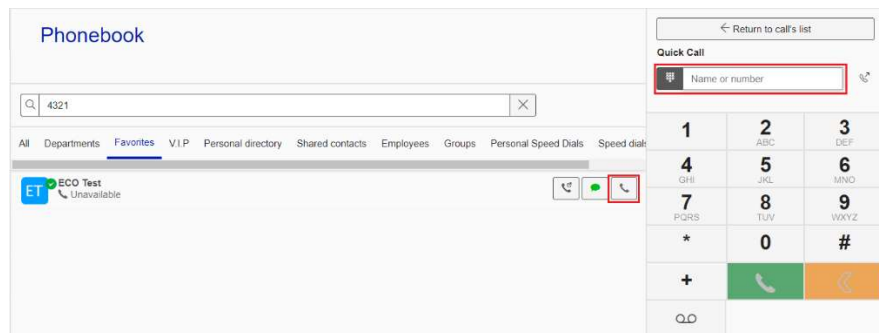 Phonebook
4321
All Departments Favorites V.I.P Personal directory Shared contacts Employees Groups Personal Speed Dials Speed dials
ET
ECO Test
Unavailable
← Return to call's list
Quick Call
Name or number
1 2 3
ABC DEF
4 5 6
GHI JKL MNO
7 8 9
PQRS TUV WXYZ
* 0 #
+